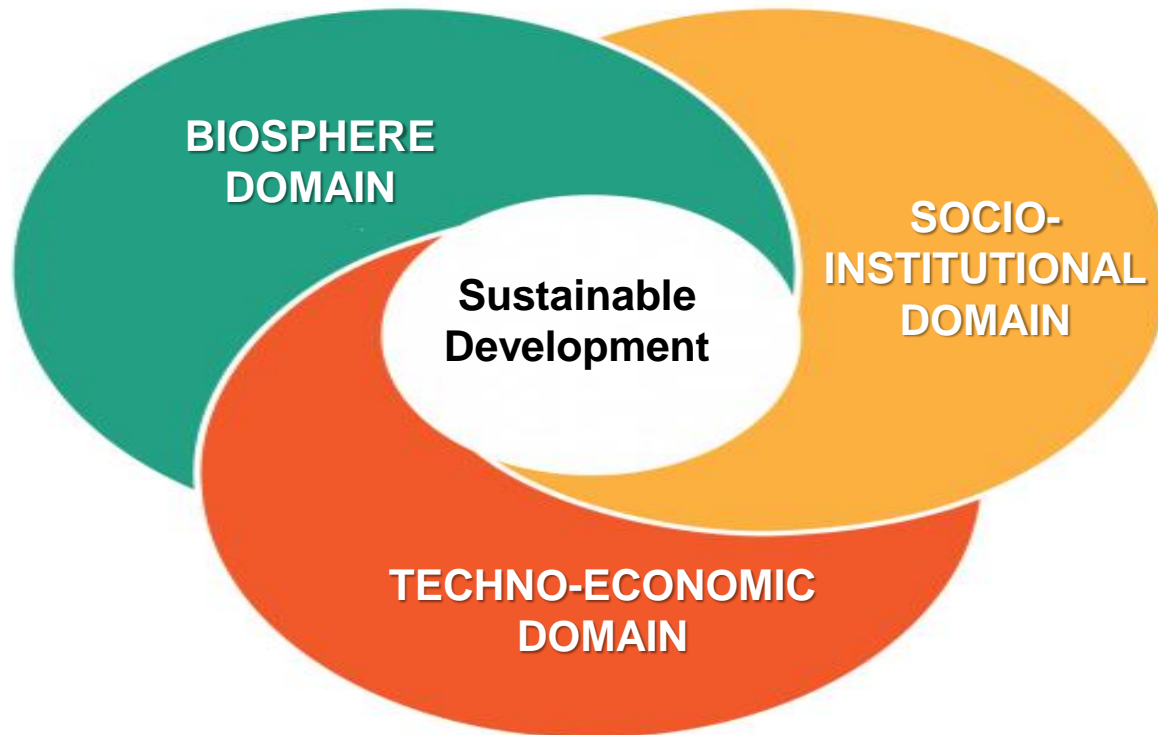 BIOSPHERE
DOMAIN
SOCIO-
INSTITUTIONAL
DOMAIN
Sustainable
Development
TECHNO-ECONOMIC
DOMAIN